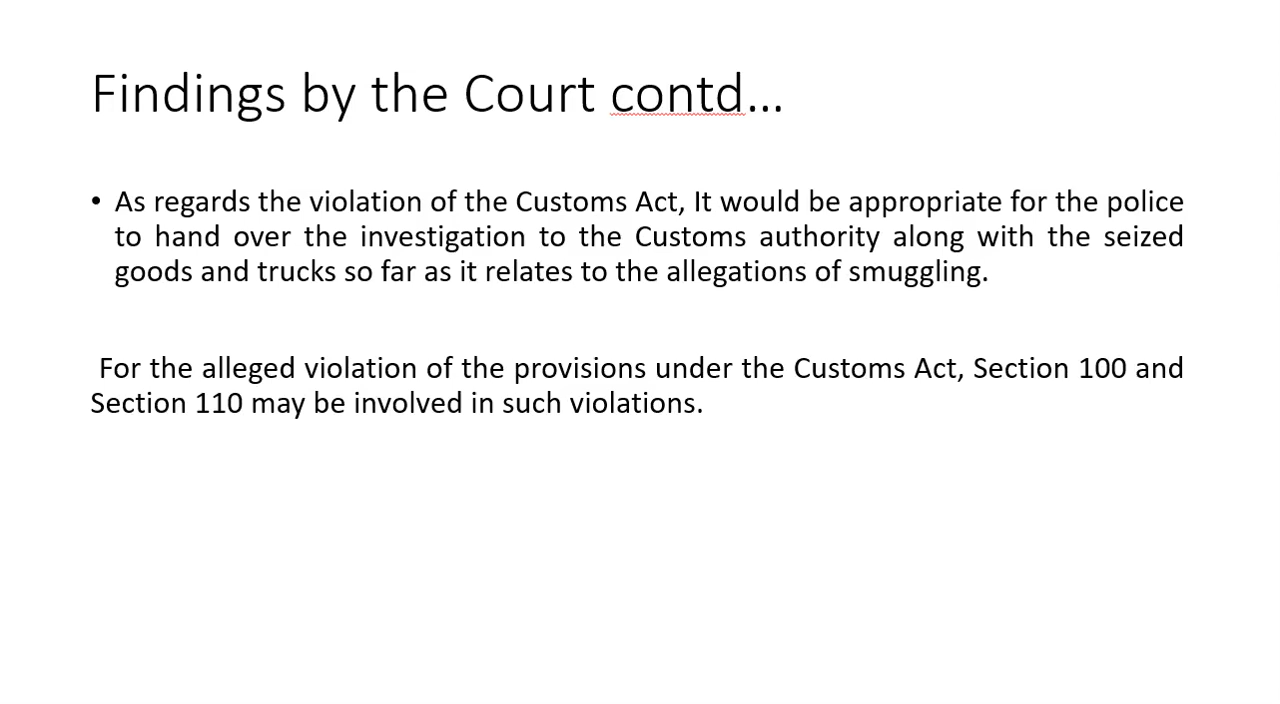 Findings by the Court contd…
• As regards the violation of the Customs Act, It would be appropriate for the police
to hand over the investigation to the Customs authority along with the seized
goods and trucks so far as it relates to the allegations of smuggling.
For the alleged violation of the provisions under the Customs Act, Section 100 and
Section 110 may be involved in such violations.